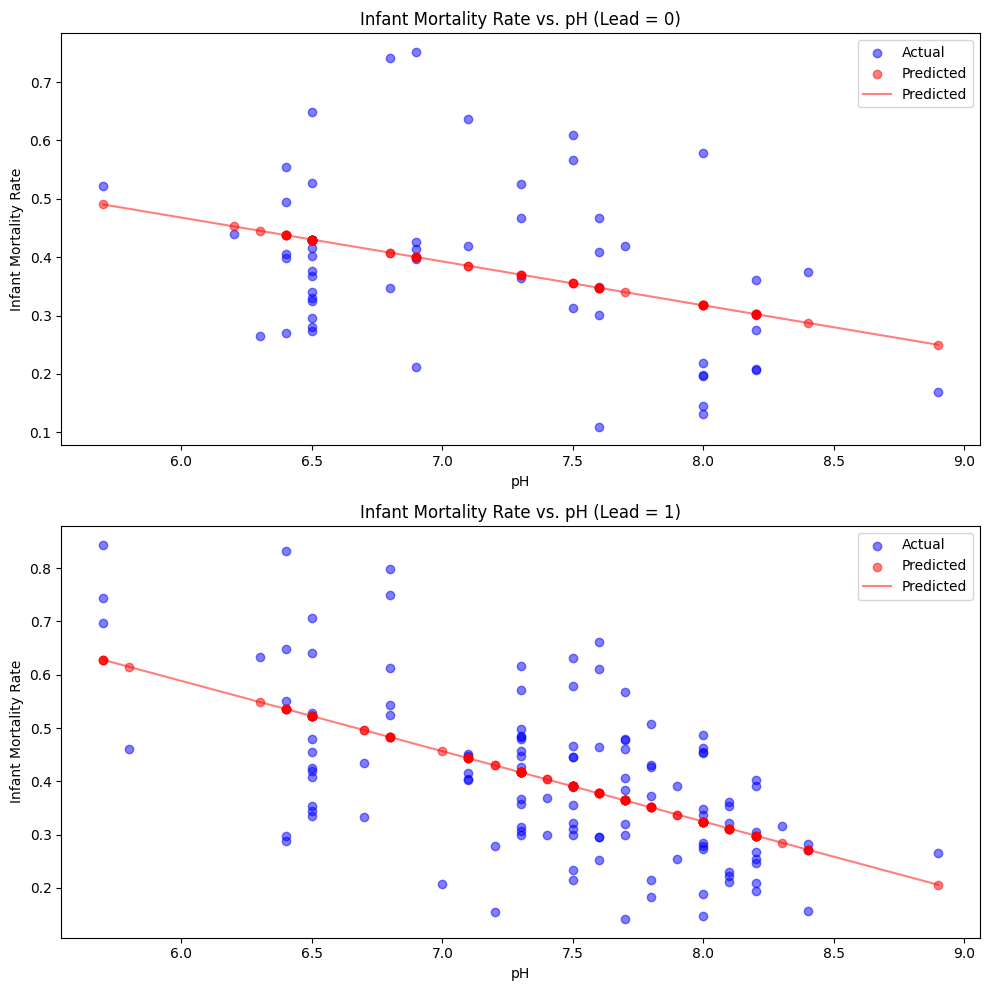 Infant Mortality Rate vs. pH (Lead = 0)
Actual
Predicted
Predicted
Infant Mortality Rate
0.7
0.6
0.5
0.4
0.3
0.2
0.1
6.0 6.5 7.0 7.5 8.0 8.5 9.0
pH
Infant Mortality Rate vs. pH (Lead = 1)
Actual
Predicted
Predicted
Infant Mortality Rate
0.8
0.7
0.6
0.5
0.4
0.3
0.2
6.0 6.5 7.0 7.5 8.0 8.5 9.0
pH